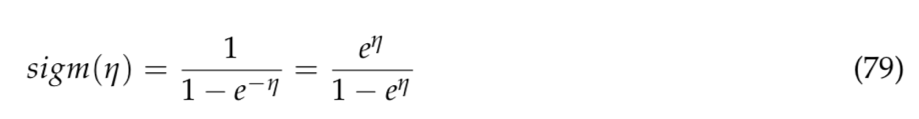 sigm(η) = 1 / (1 − e^{−η}) = e^η / (1 − e^η) (79)